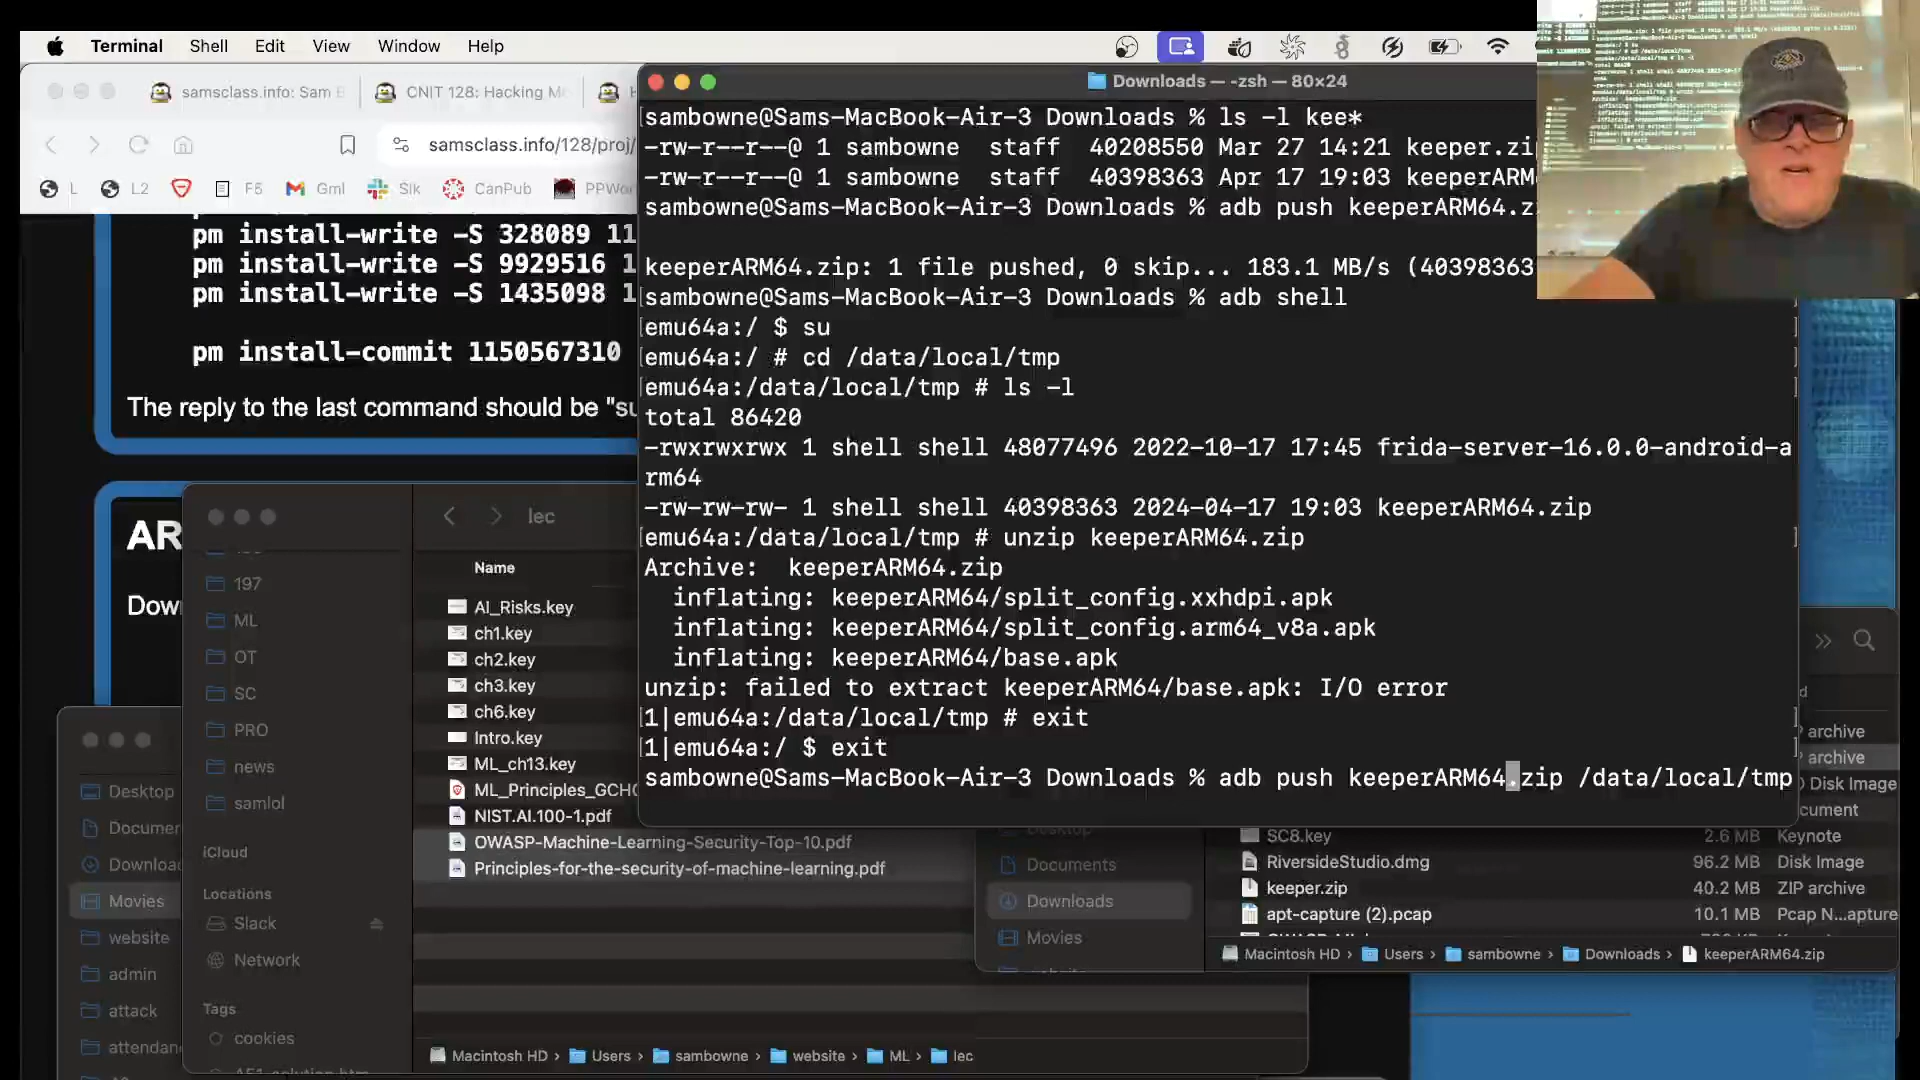 Terminal Shell Edit View Window Help
samsclass.info: Sam B
CNIT 128: Hacking M
samsclass.info/128/proj/
L L2 F6 Gml Slk CanPub PPWor
pm install-write -S 328089 11
pm install-write -S 9929516 1
pm install-write -S 1435098 1
pm install-commit 1150567310
The reply to the last command should be "su
AR
Dow
Downloads — -zsh — 80×24
sambowne@Sams-MacBook-Air-3 Downloads % ls -l kee*
-rw-r--r--@ 1 sambowne staff 40208550 Mar 27 14:21 keeper.zi
-rw-r--r--@ 1 sambowne staff 40398363 Apr 17 19:03 keeperARM
sambowne@Sams-MacBook-Air-3 Downloads % adb push keeperARM64.z
keeperARM64.zip: 1 file pushed, 0 skip... 183.1 MB/s (40398363
sambowne@Sams-MacBook-Air-3 Downloads % adb shell
emu64a:/ $ su
emu64a:/ # cd /data/local/tmp
emu64a:/data/local/tmp # ls -l
total 86420
-rwxrwxrwx 1 shell shell 48077496 2022-10-17 17:45 frida-server-16.0.0-android-a
rm64
-rw-rw-rw- 1 shell shell 40398363 2024-04-17 19:03 keeperARM64.zip
emu64a:/data/local/tmp # unzip keeperARM64.zip
Archive: keeperARM64.zip
inflating: keeperARM64/split_config.xxhdpi.apk
inflating: keeperARM64/split_config.arm64_v8a.apk
inflating: keeperARM64/base.apk
unzip: failed to extract keeperARM64/base.apk: I/O error
1|emu64a:/data/local/tmp # exit
1|emu64a:/ $ exit
sambowne@Sams-MacBook-Air-3 Downloads % adb push keeperARM64.zip /data/local/tmp
lec
197
ML
OT
SC
PRO
news
samlol
iCloud
Locations
Slack
Network
Tags
cookies
Name
AI_Risks.key
ch1.key
ch2.key
ch3.key
ch6.key
Intro.key
ML_ch13.key
ML_Principles_GCHQ
NIST.AI.100-1.pdf
OWASP-Machine-Learning-Security-Top-10.pdf
Principles-for-the-security-of-machine-learning.pdf
Macintosh HD › Users › sambowne › website › ML › lec
Desktop
Documen
Downloa
Movies
website
admin
attack
attendan
Documents
Downloads
Movies
archive
archive
Disk Image
cument
SC8.key 2.6 MB Keynote
RiversideStudio.dmg 96.2 MB Disk Image
keeper.zip 40.2 MB ZIP archive
apt-capture (2).pcap 10.1 MB Pcap N...apture
Macintosh HD › Users › sambowne › Downloads › keeperARM64.zip